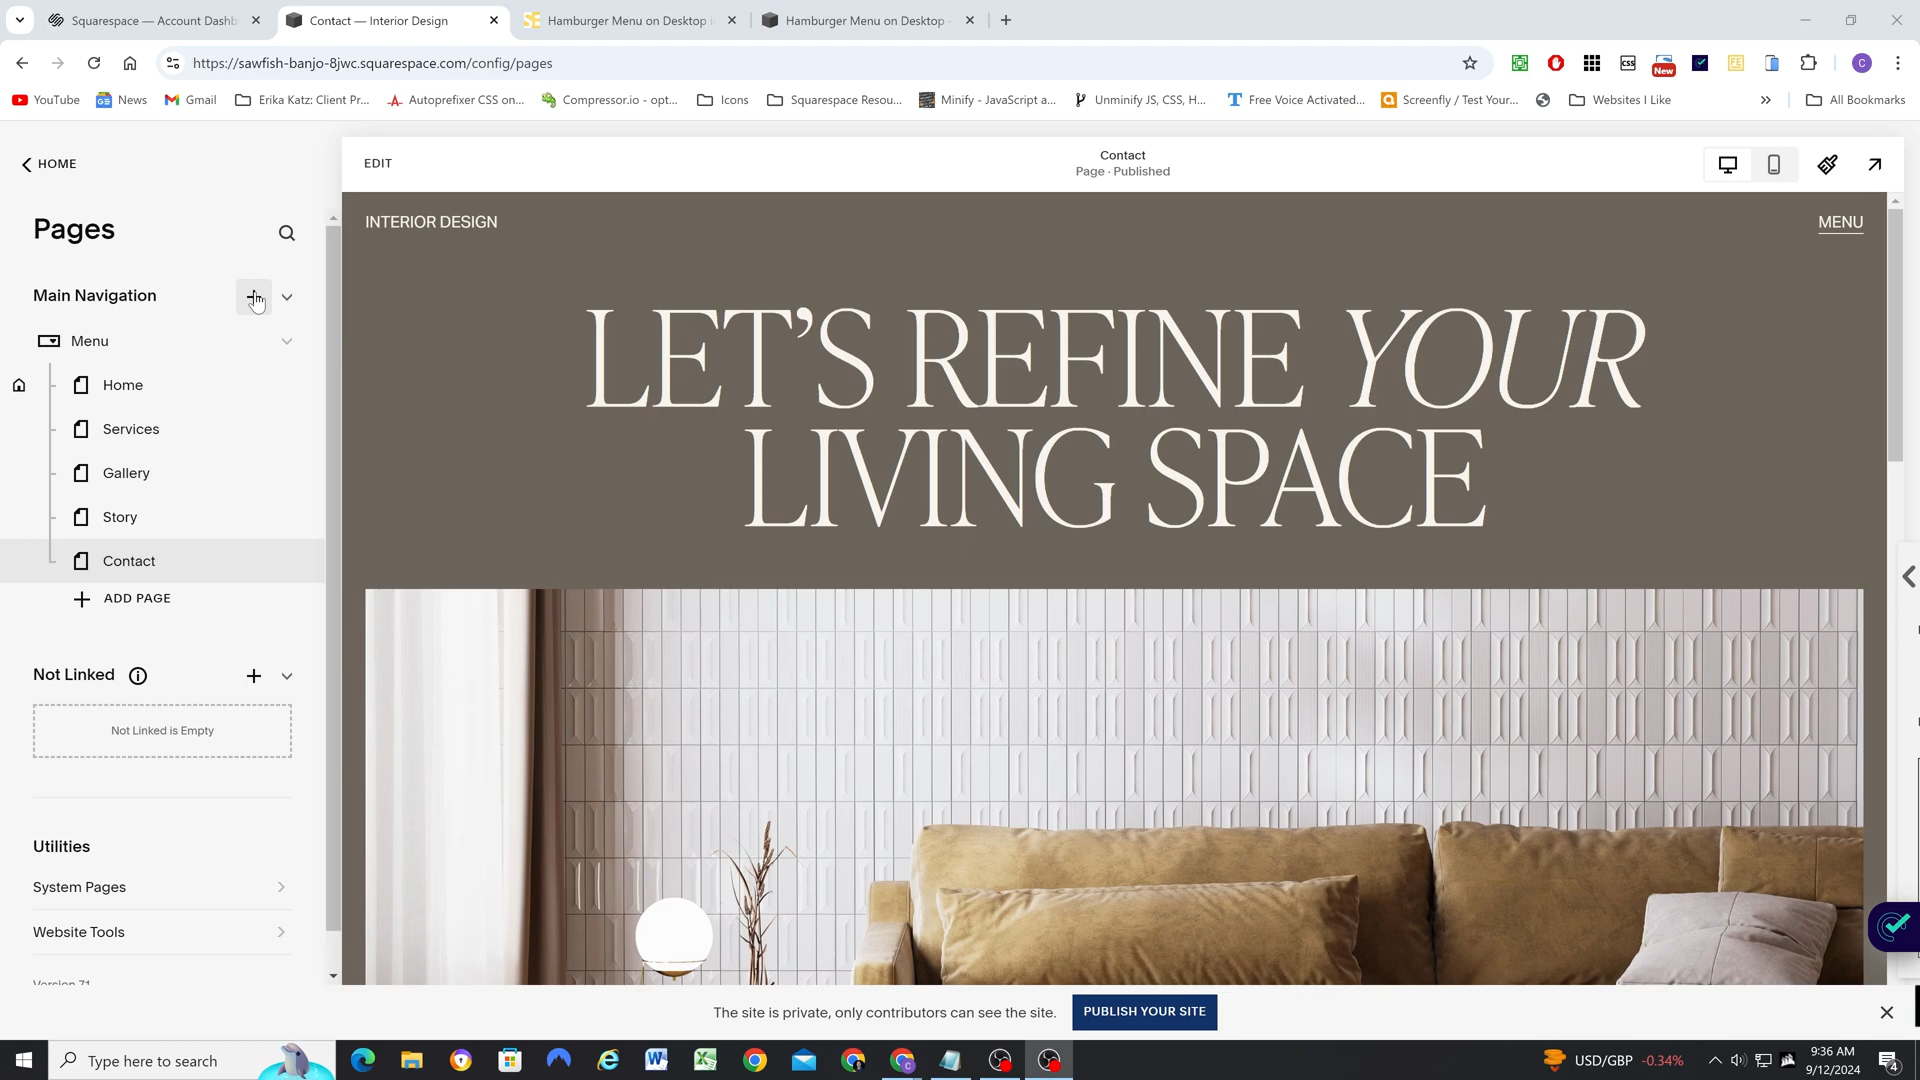 Squarespace — Account Dashb
Contact — Interior Design
Hamburger Menu on Desktop i
Hamburger Menu on Desktop -
https://sawfish-banjo-8jwc.squarespace.com/config/pages
css
New
FE
C
YouTube
News
Gmail
Erika Katz: Client Pr...
Autoprefixer CSS on...
Compressor.io - opt...
Icons
Squarespace Resou...
Minify - JavaScript a...
Unminify JS, CSS, H...
Free Voice Activated...
Screenfly / Test Your...
Websites I Like
All Bookmarks
HOME
EDIT
Contact
Page · Published
Pages
INTERIOR DESIGN
MENU
Main Navigation
Menu
Home
Services
Gallery
Story
Contact
ADD PAGE
LET'S REFINE YOUR
LIVING SPACE
Not Linked
Not Linked is Empty
Utilities
System Pages
Website Tools
The site is private, only contributors can see the site.
PUBLISH YOUR SITE
Type here to search
USD/GBP -0.34%
9:36 AM
9/12/2024
4